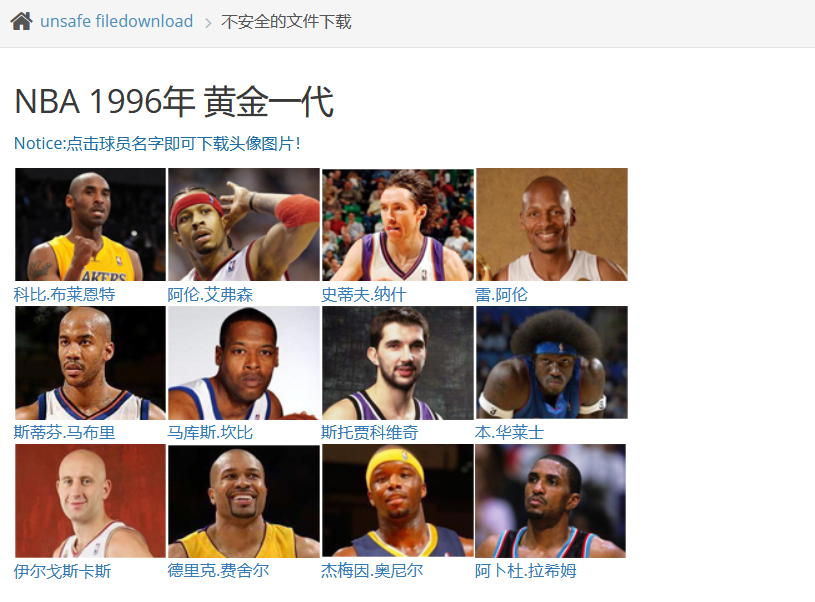 unsafe filedownload > 不安全的文件下载
NBA 1996年 黄金一代
Notice:点击球员名字即可下载头像图片!
LAKERS
科比.布莱恩特 阿伦.艾弗森 史蒂夫.纳什 雷.阿伦
斯蒂芬.马布里 马库斯.坎比 斯托贾科维奇 本.华莱士
伊尔戈斯卡斯 德里克.费舍尔 杰梅因.奥尼尔 阿卜杜.拉希姆